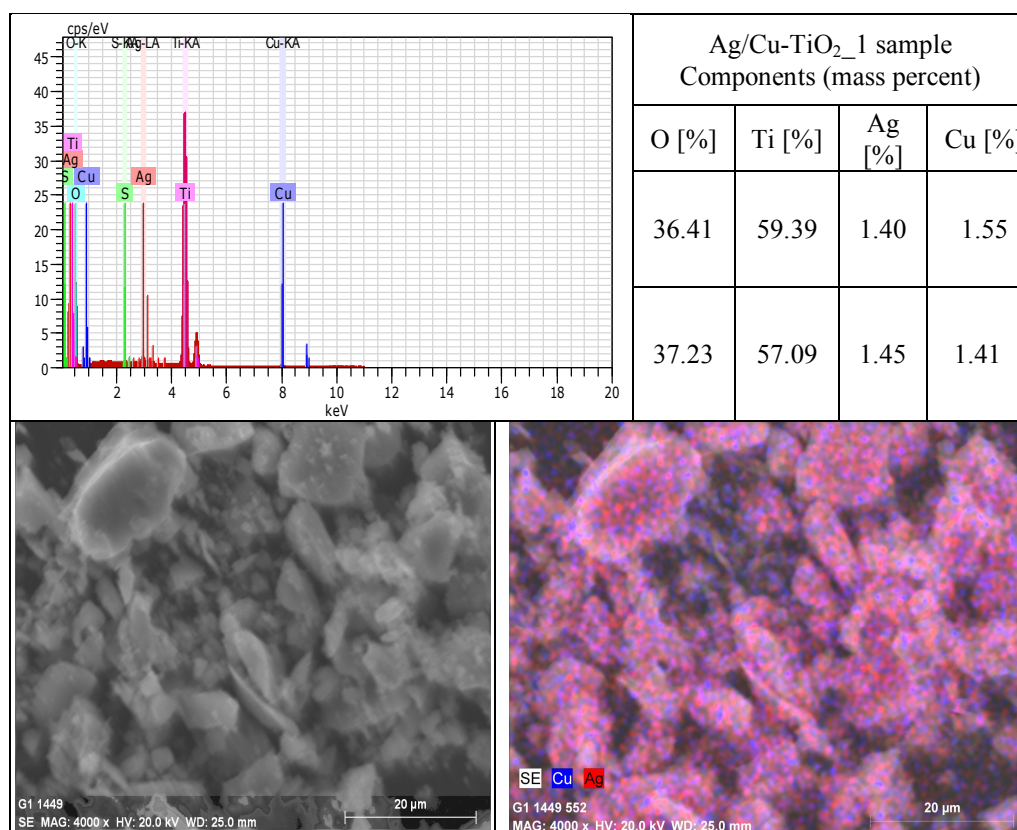 cps/eV
O-K S-KA Ag-LA Ti-KA Cu-KA
45
40
35
30
25
20
15
10
5
0
Ti
Ag
S Cu
O
S
Ag
Ti
Cu
2 4 6 8 10 12 14 16 18 20
keV
Ag/Cu-TiO₂_1 sample
Components (mass percent)
O [%] Ti [%] Ag [%] Cu [%]
36.41 59.39 1.40 1.55
37.23 57.09 1.45 1.41
G1 1449
20 µm
SE MAG: 4000 x HV: 20.0 kV WD: 25.0 mm
SE Cu Ag
G1 1449 552
20 µm
MAG: 4000 x HV: 20.0 kV WD: 25.0 mm